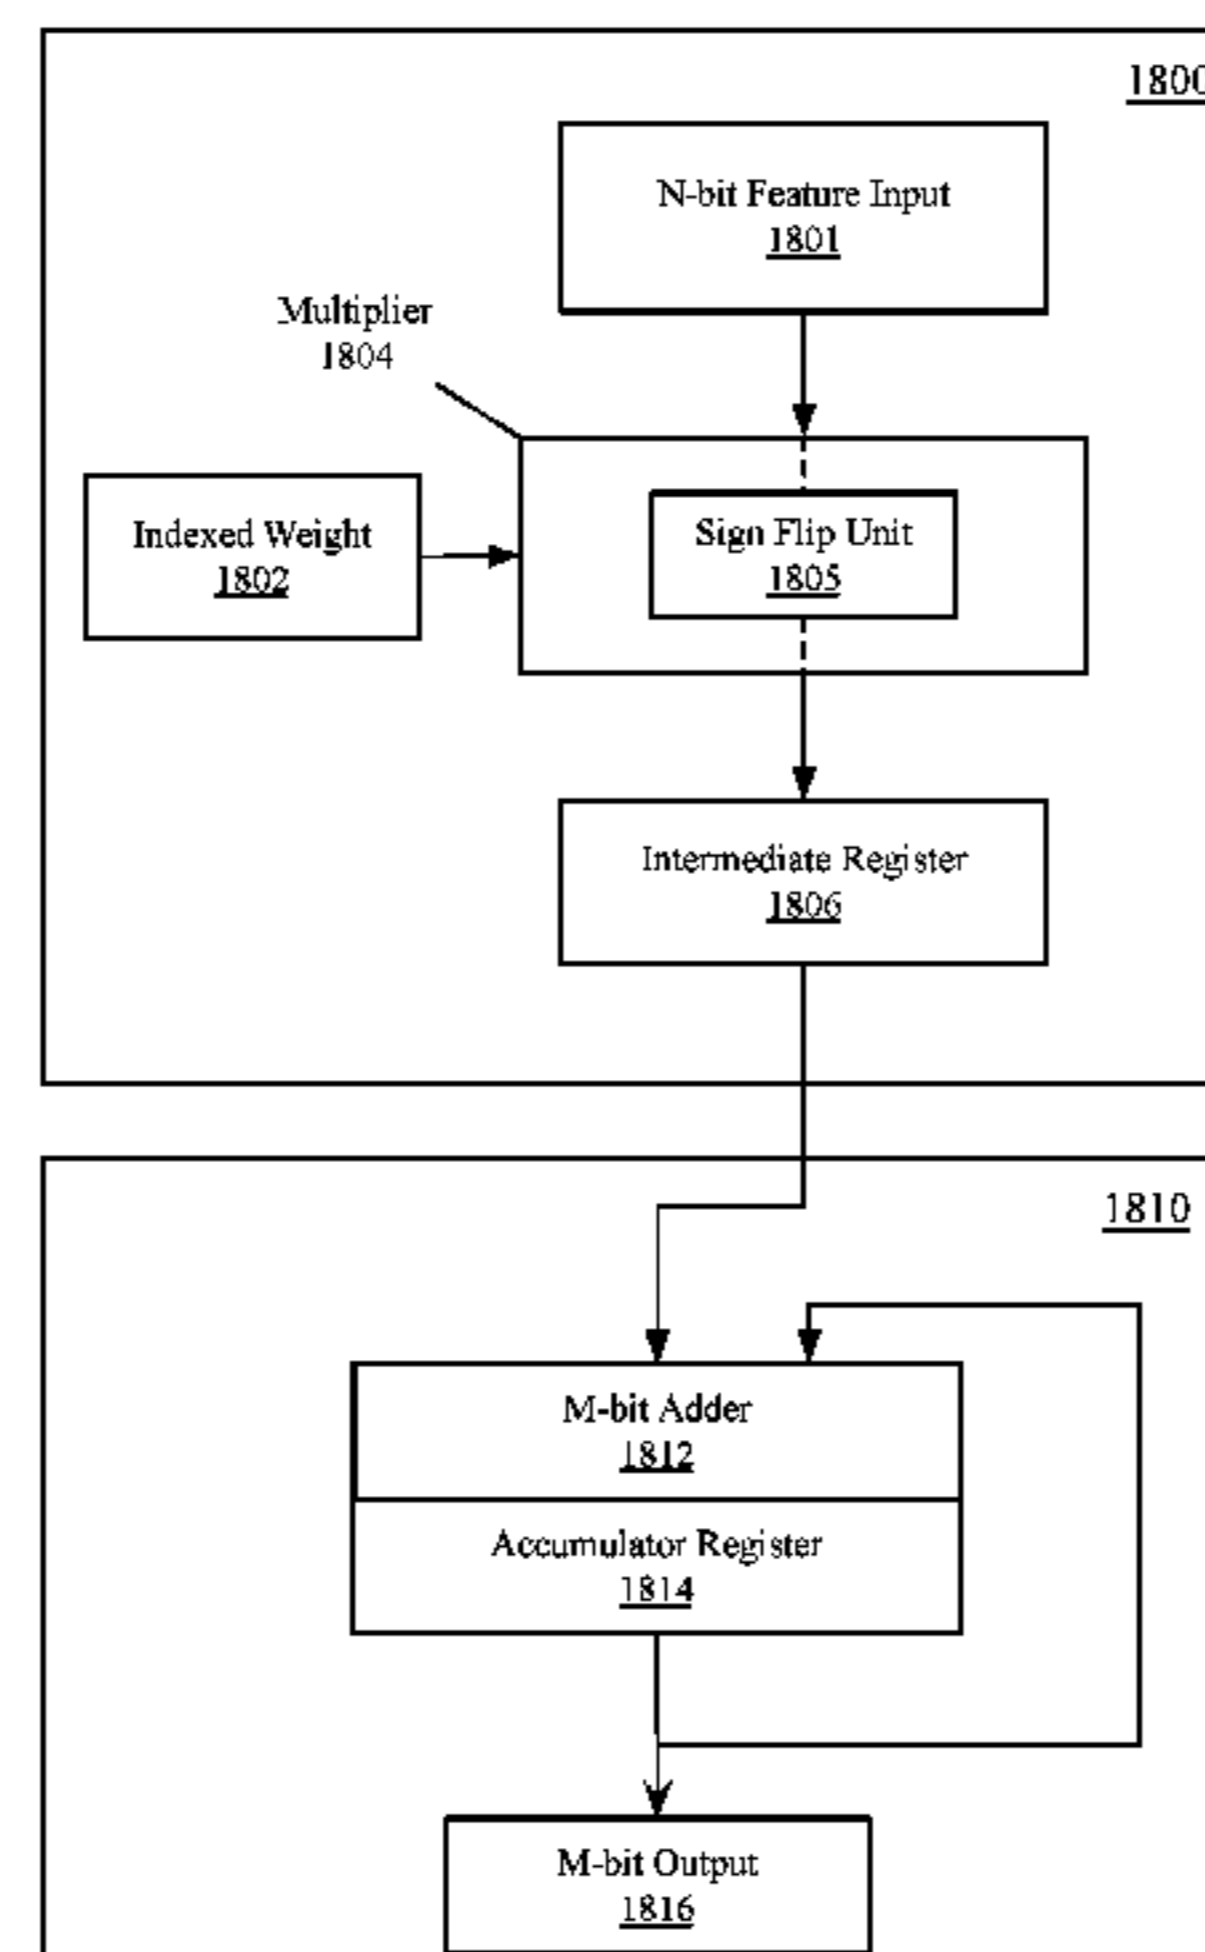 1800
N-bit Feature Input
1801
Multiplier
1804
Indexed Weight
1802
Sign Flip Unit
1805
Intermediate Register
1806
1810
M-bit Adder
1812
Accumulator Register
1814
M-bit Output
1816